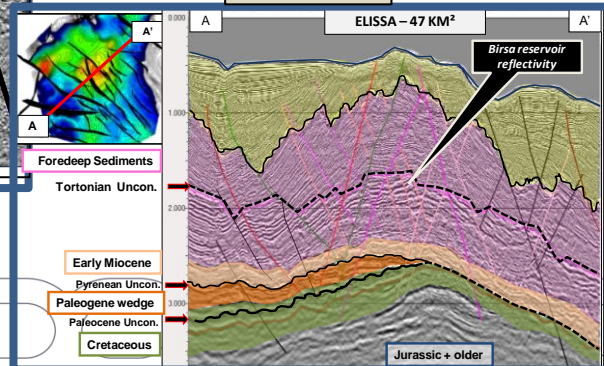 A'
A
A
ELISSA – 47 KM²
A'
Birsa reservoir
reflectivity
0.000
1.000
2.000
3.000
Foredeep Sediments
Tortonian Uncon.
Early Miocene
Pyrenean Uncon.
Paleogene wedge
Paleocene Uncon.
Cretaceous
Jurassic + older